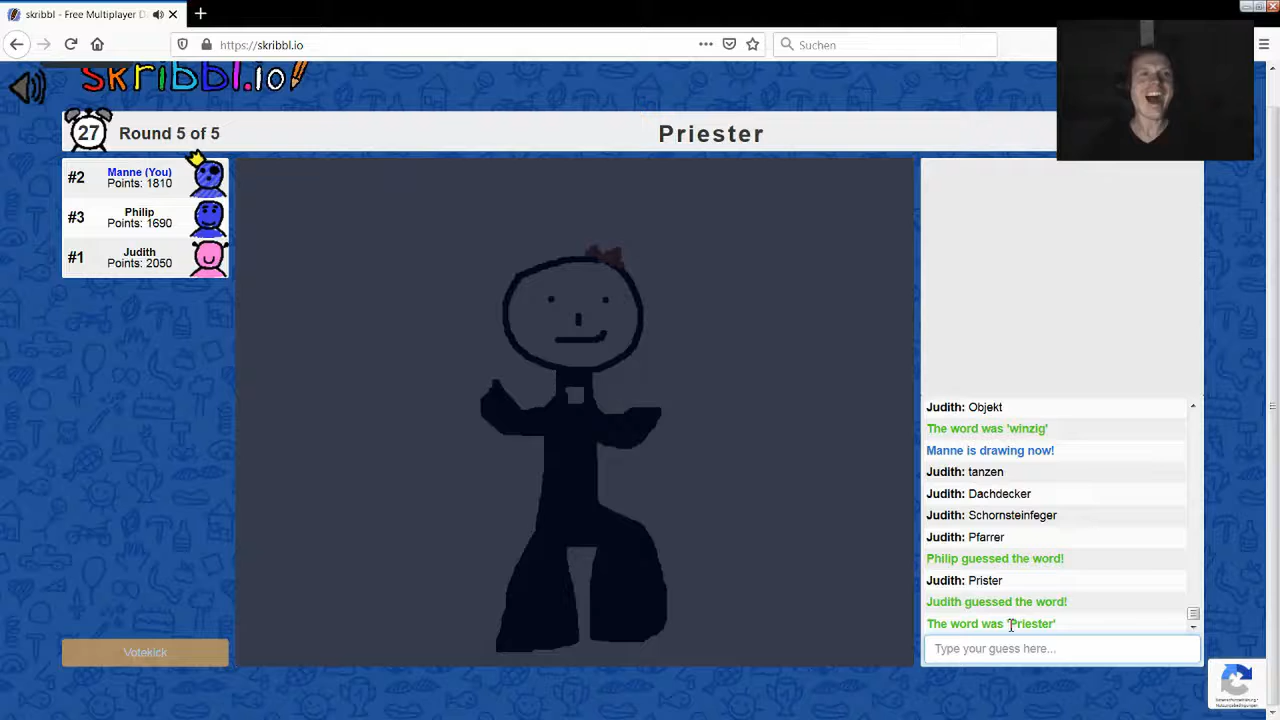 skribbl - Free Multiplayer D
https://skribbl.io
Suchen
skribbl.io
27
Round 5 of 5
Priester
#2
Manne (You)
Points: 1810
#3
Philip
Points: 1690
#1
Judith
Points: 2050
Votekick
Judith: Objekt
The word was 'winzig'
Manne is drawing now!
Judith: tanzen
Judith: Dachdecker
Judith: Schornsteinfeger
Judith: Pfarrer
Philip guessed the word!
Judith: Prister
Judith guessed the word!
The word was 'Priester'
Type your guess here...